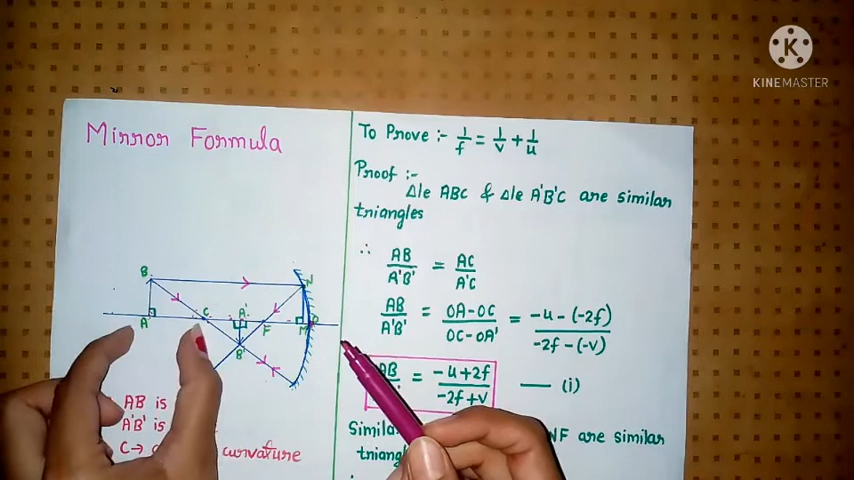 K
KINEMASTER
Mirror Formula
B
N
A
C
A'
F
M
O
B'
AB is
A'B' is
C→ curvature
To Prove :- 1/f = 1/v + 1/u
Proof :-
Δle ABC & Δle A'B'C are similar
triangles
∴ AB/A'B' = AC/A'C
AB/A'B' = OA-OC/OC-OA' = -u-(-2f)/-2f-(-v)
AB = -u+2f/-2f+v — (i)
NF are similar